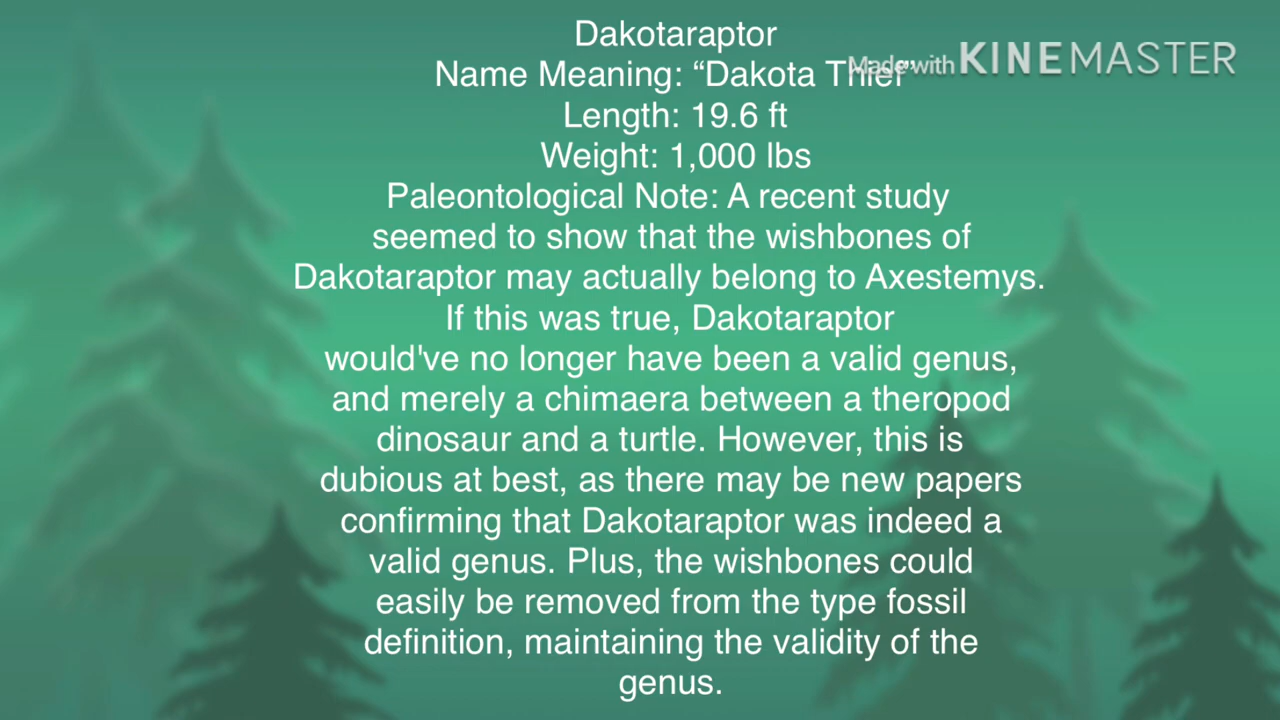 Dakotaraptor
Name Meaning: “Dakota Thief”
Made with KINEMASTER
Length: 19.6 ft
Weight: 1,000 lbs
Paleontological Note: A recent study
seemed to show that the wishbones of
Dakotaraptor may actually belong to Axestemys.
If this was true, Dakotaraptor
would've no longer have been a valid genus,
and merely a chimaera between a theropod
dinosaur and a turtle. However, this is
dubious at best, as there may be new papers
confirming that Dakotaraptor was indeed a
valid genus. Plus, the wishbones could
easily be removed from the type fossil
definition, maintaining the validity of the
genus.